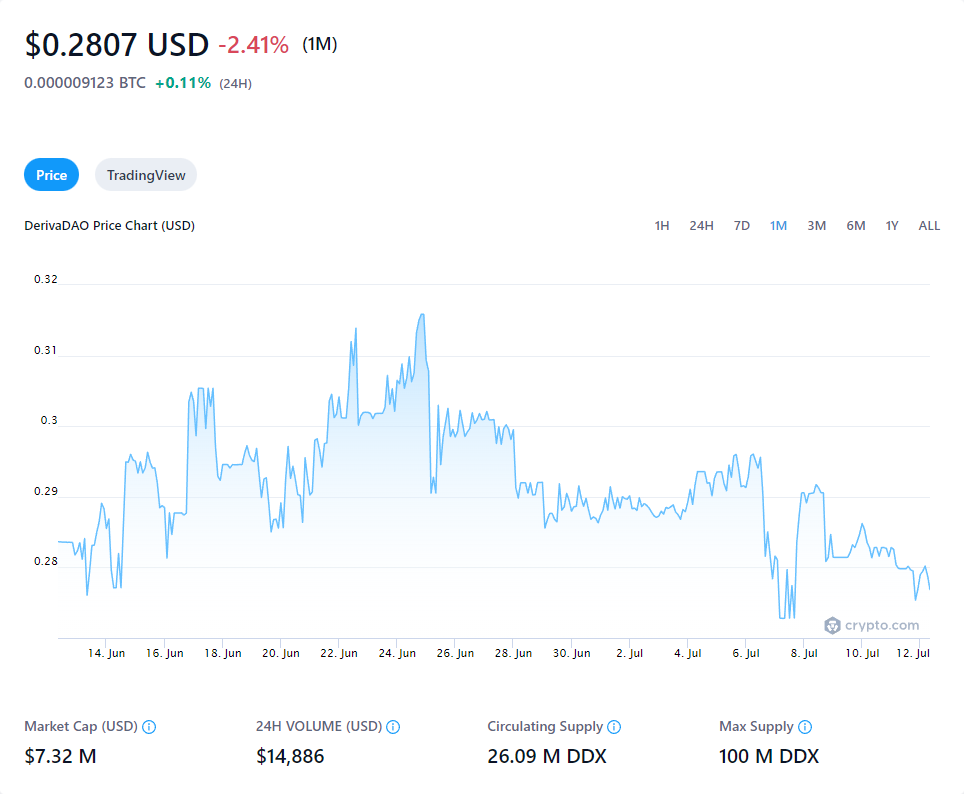 $0.2807 USD -2.41% (1M)
0.000009123 BTC +0.11% (24H)
Price TradingView
DerivaDAO Price Chart (USD) 1H 24H 7D 1M 3M 6M 1Y ALL
0.32
0.31
0.3
0.29
0.28
crypto.com
14. Jun 16. Jun 18. Jun 20. Jun 22. Jun 24. Jun 26. Jun 28. Jun 30. Jun 2. Jul 4. Jul 6. Jul 8. Jul 10. Jul 12. Jul
Market Cap (USD) 24H VOLUME (USD) Circulating Supply Max Supply
$7.32 M $14,886 26.09 M DDX 100 M DDX